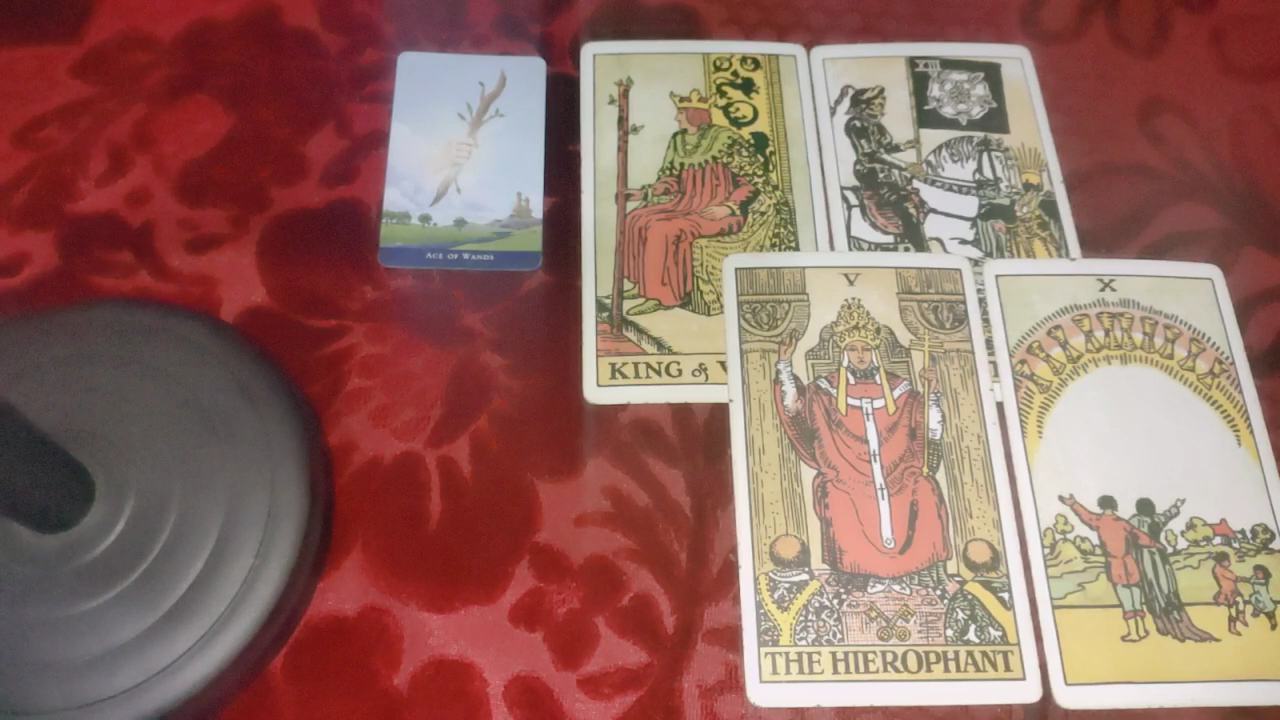 ACE OF WANDS
KING of
XIII
V
THE HIEROPHANT
X